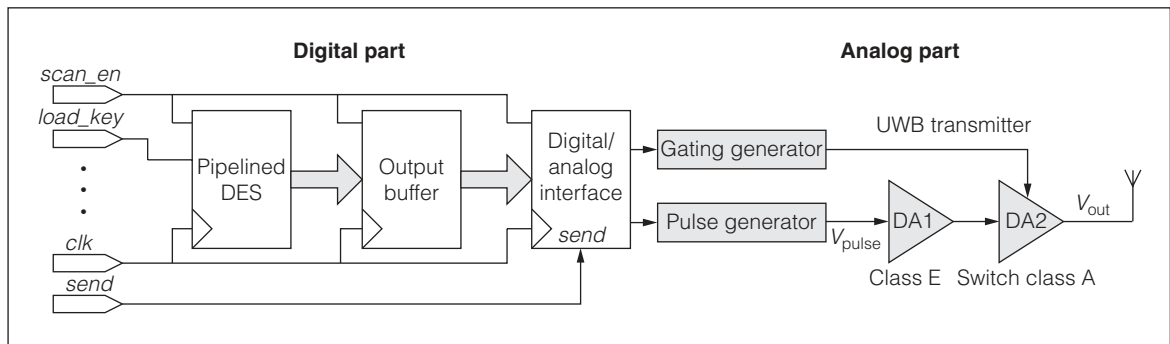 Digital part
Analog part
scan_en
load_key
clk
send
Pipelined
DES
Output
buffer
Digital/
analog
interface
send
Gating generator
Pulse generator
UWB transmitter
Vpulse
DA1
Class E
DA2
Switch class A
Vout